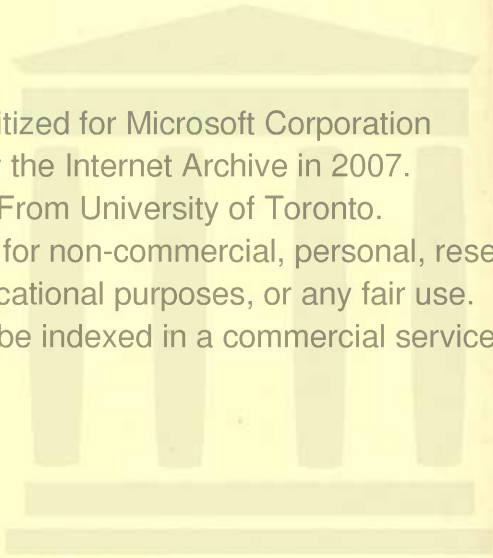 itized for Microsoft Corporation
the Internet Archive in 2007.
From University of Toronto.
for non-commercial, personal, rese
cational purposes, or any fair use.
be indexed in a commercial service